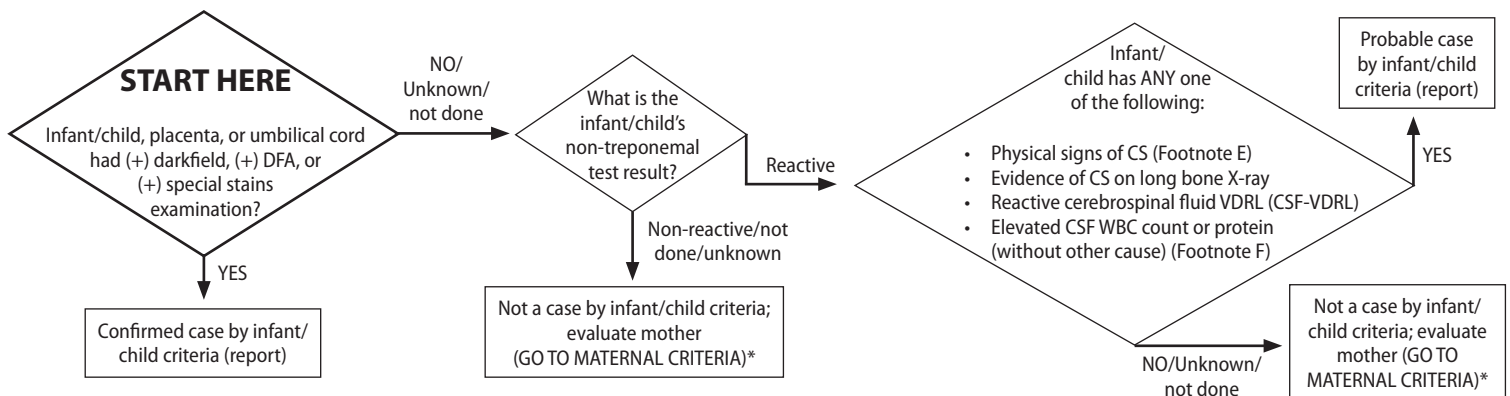 START HERE
Infant/child, placenta, or umbilical cord
had (+) darkfield, (+) DFA, or
(+) special stains
examination?
YES
Confirmed case by infant/
child criteria (report)
NO/
Unknown/
not done
What is the
infant/child's
non-treponemal
test result?
Non-reactive/not
done/unknown
Not a case by infant/child criteria;
evaluate mother
(GO TO MATERNAL CRITERIA)*
Reactive
Infant/
child has ANY one
of the following:
• Physical signs of CS (Footnote E)
• Evidence of CS on long bone X-ray
• Reactive cerebrospinal fluid VDRL (CSF-VDRL)
• Elevated CSF WBC count or protein
(without other cause) (Footnote F)
YES
Probable case
by infant/child
criteria (report)
NO/Unknown/
not done
Not a case by infant/
child criteria; evaluate
mother (GO TO
MATERNAL CRITERIA)*